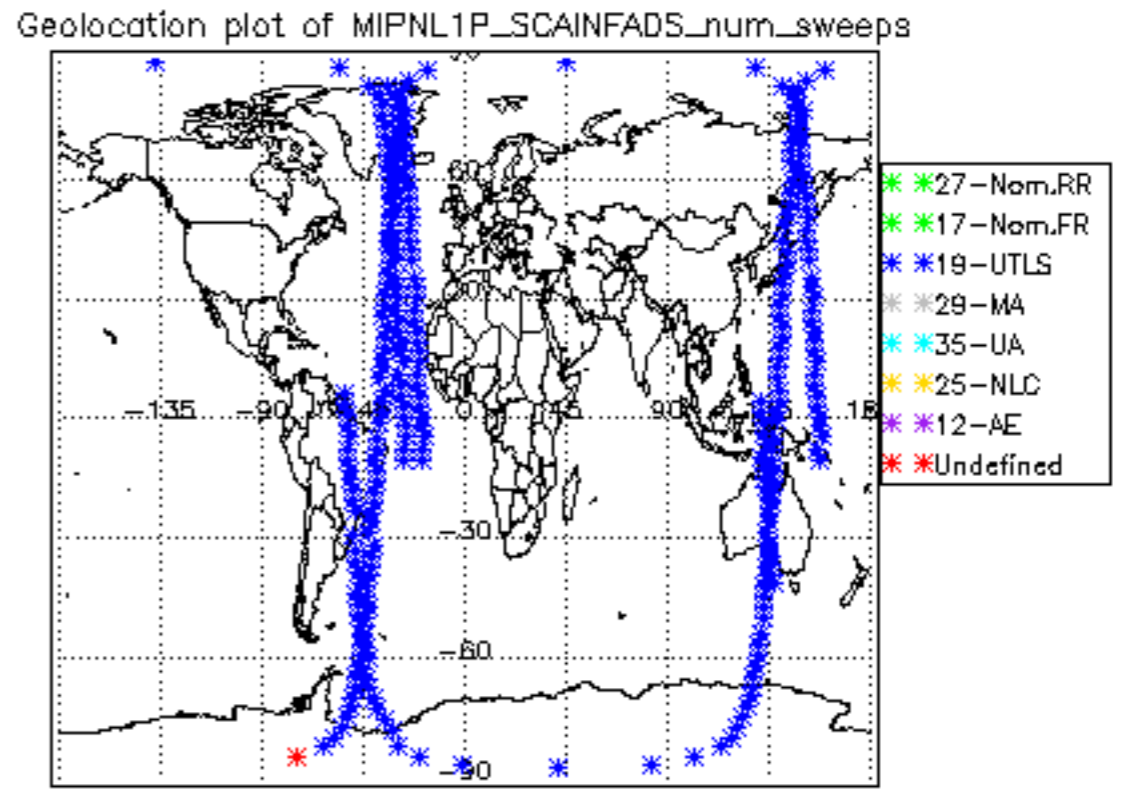 Geolocation plot of MIPNL1P_SCAINFADS_num_sweeps
27-Nom.RR
60
17-Nom.FR
19-UTLS
29-MA
35-UA
25-NLC
-135 -90 0 45 90
12-AE
Undefined
-30
-60
-90